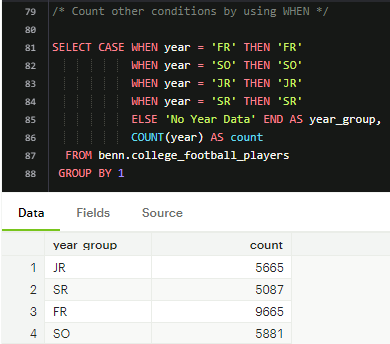 79 /* Count other conditions by using WHEN */
80
81 SELECT CASE WHEN year = 'FR' THEN 'FR'
82 WHEN year = 'SO' THEN 'SO'
83 WHEN year = 'JR' THEN 'JR'
84 WHEN year = 'SR' THEN 'SR'
85 ELSE 'No Year Data' END AS year_group,
86 COUNT(year) AS count
87 FROM benn.college_football_players
88 GROUP BY 1
Data Fields Source
year_group count
1 JR 5665
2 SR 5087
3 FR 9665
4 SO 5881